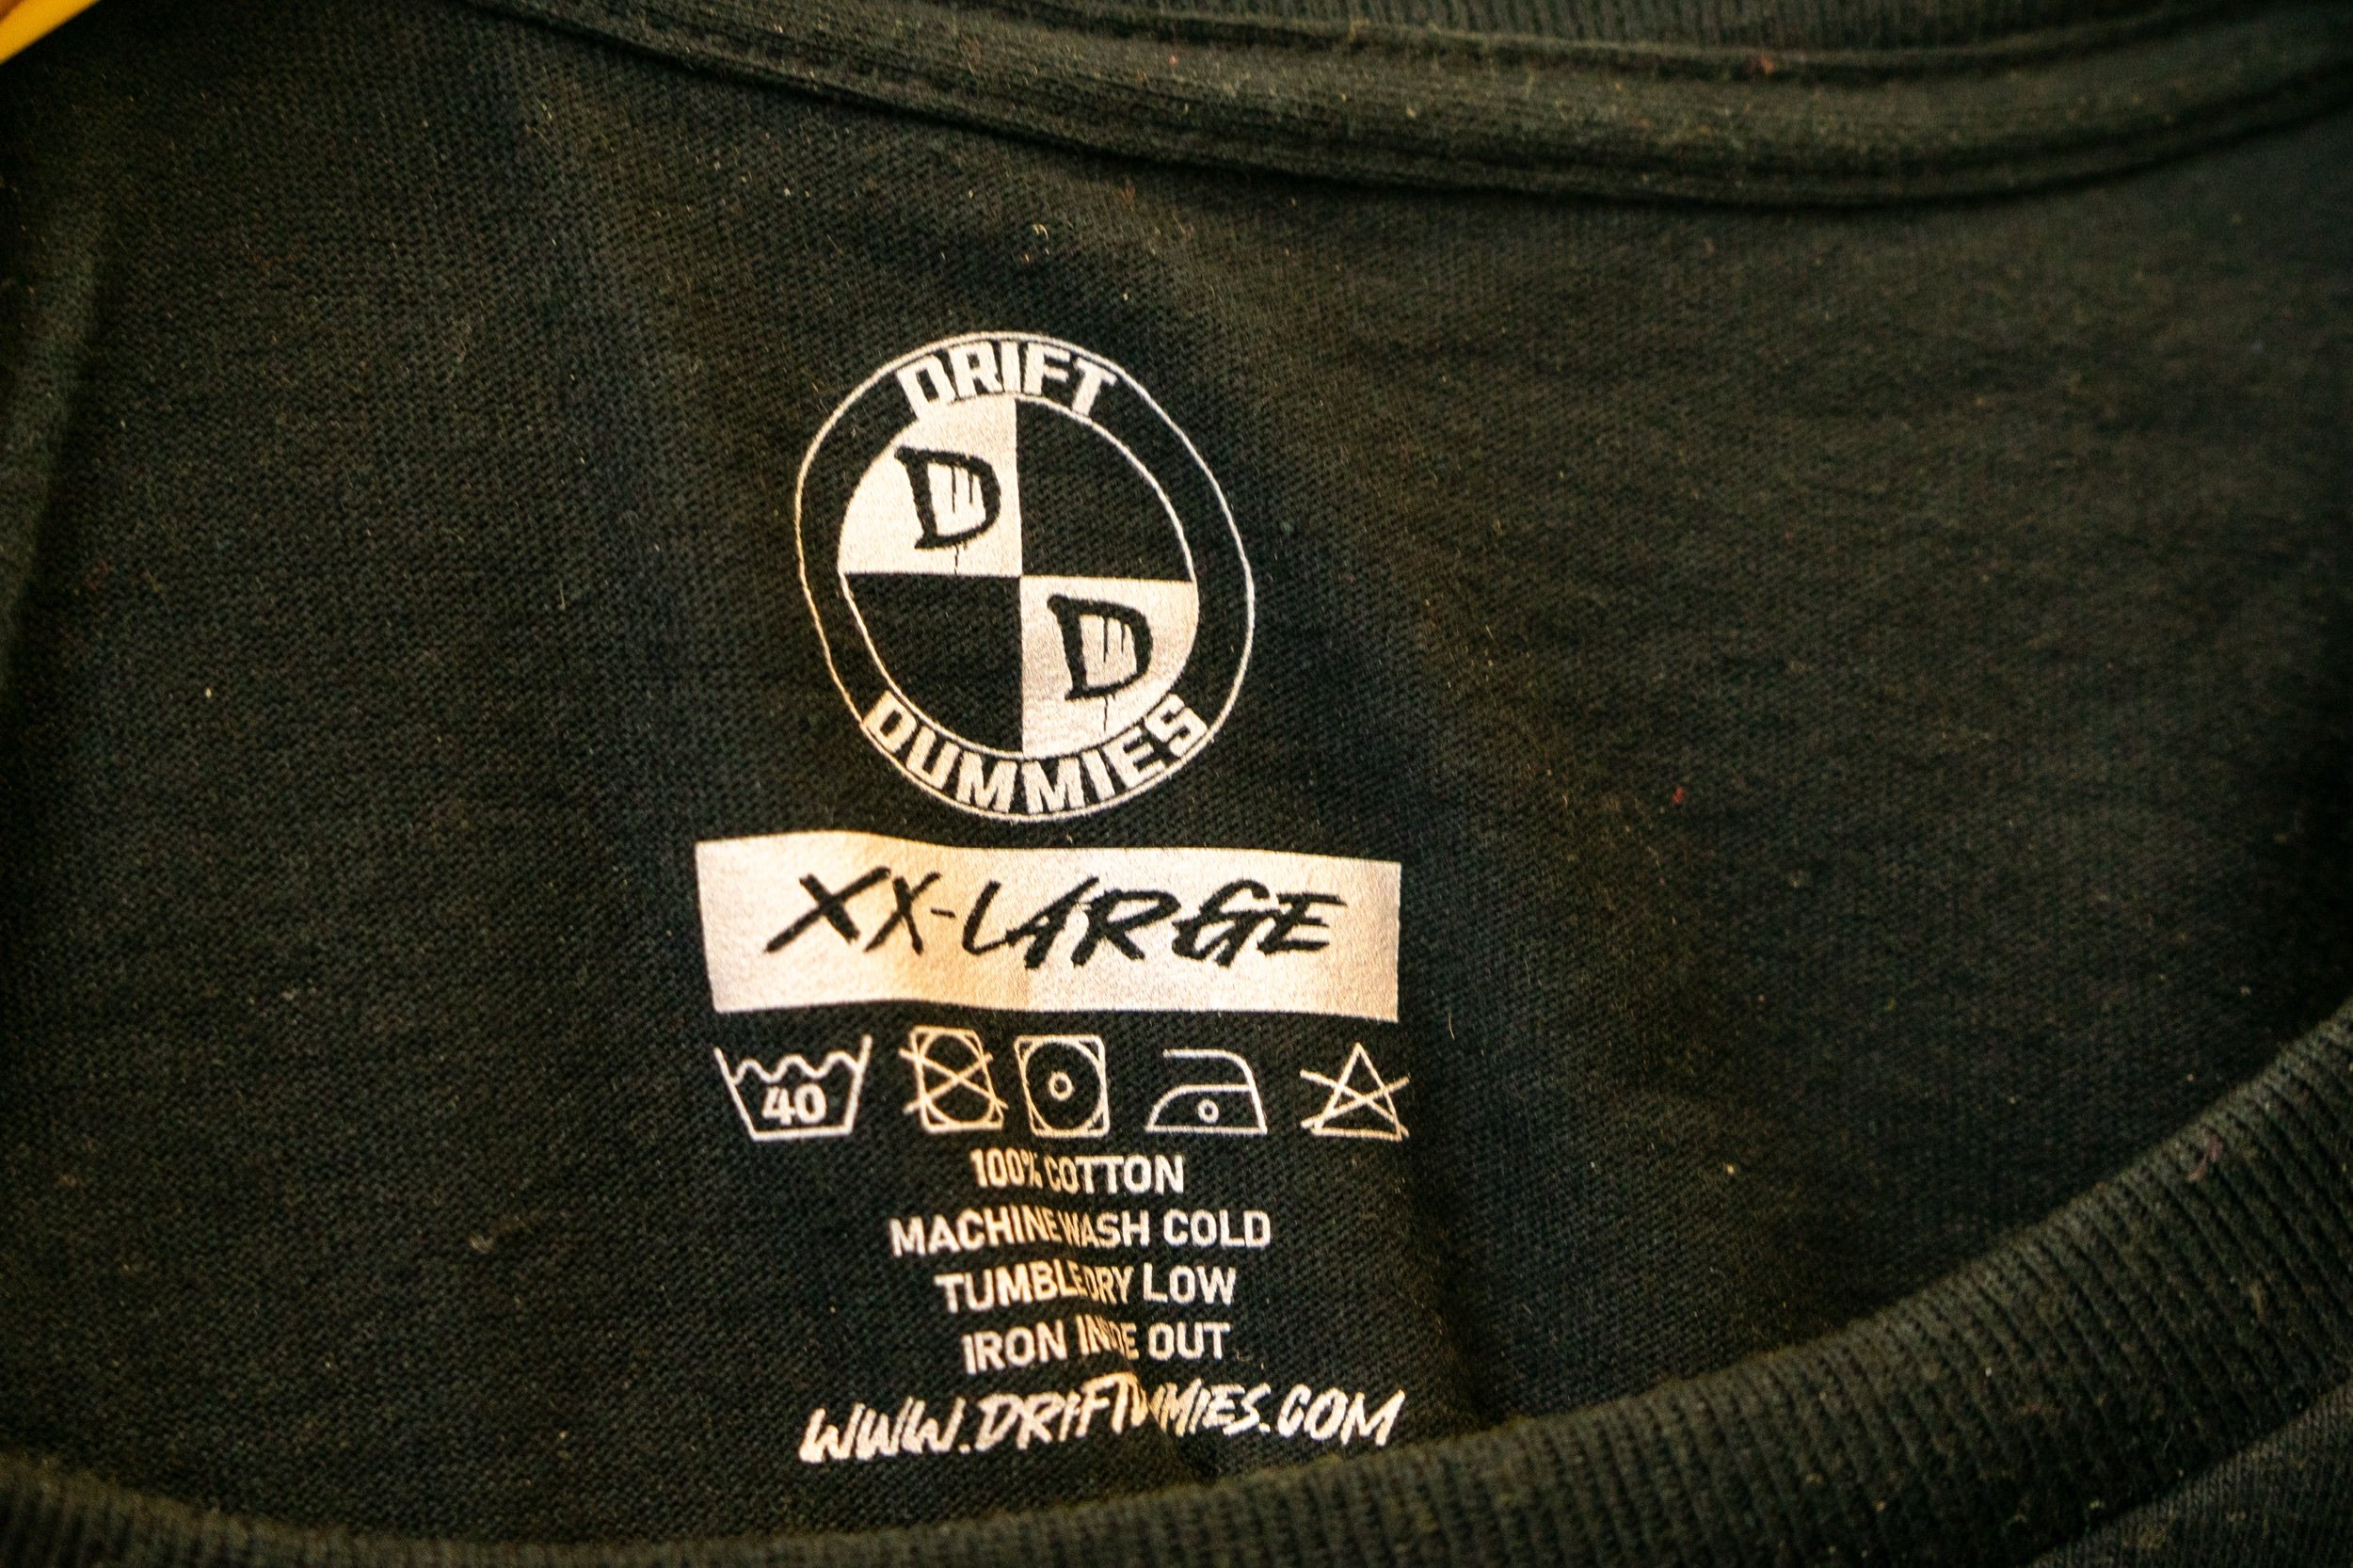 DRIFT
D
D
DUMMIES
XX-LARGE
40
100% COTTON
MACHINE WASH COLD
TUMBLE DRY LOW
IRON INSIDE OUT
WWW.DRIFTDUMMIES.COM